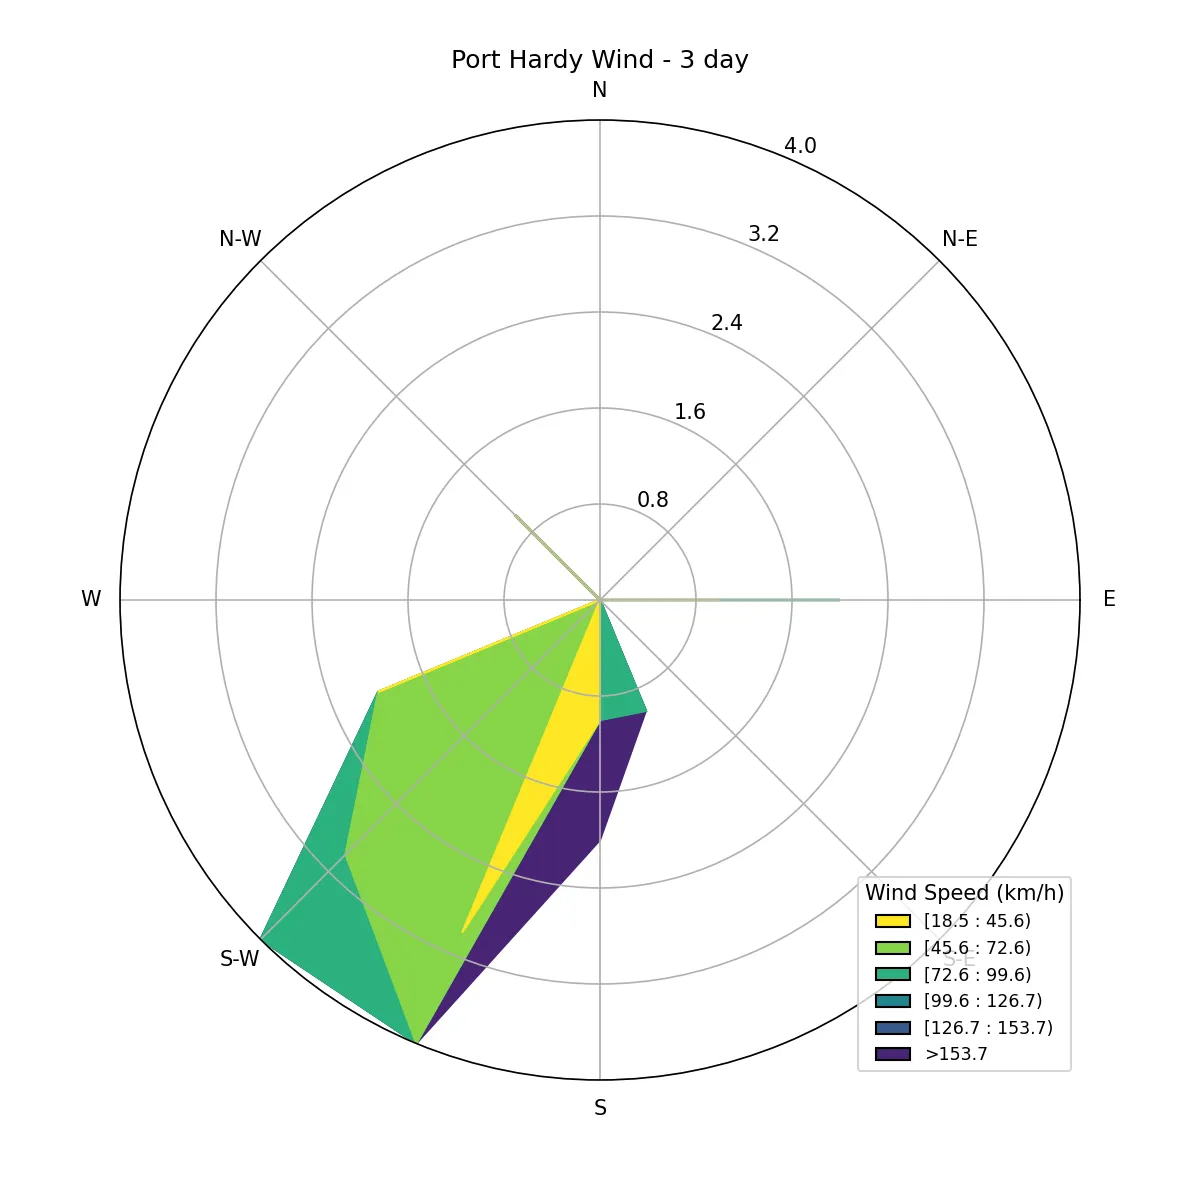 Port Hardy Wind - 3 day
N
4.0
N-W
3.2
N-E
2.4
1.6
0.8
W
E
S-W
S-E
S
Wind Speed (km/h)
[18.5 : 45.6)
[45.6 : 72.6)
[72.6 : 99.6)
[99.6 : 126.7)
[126.7 : 153.7)
>153.7